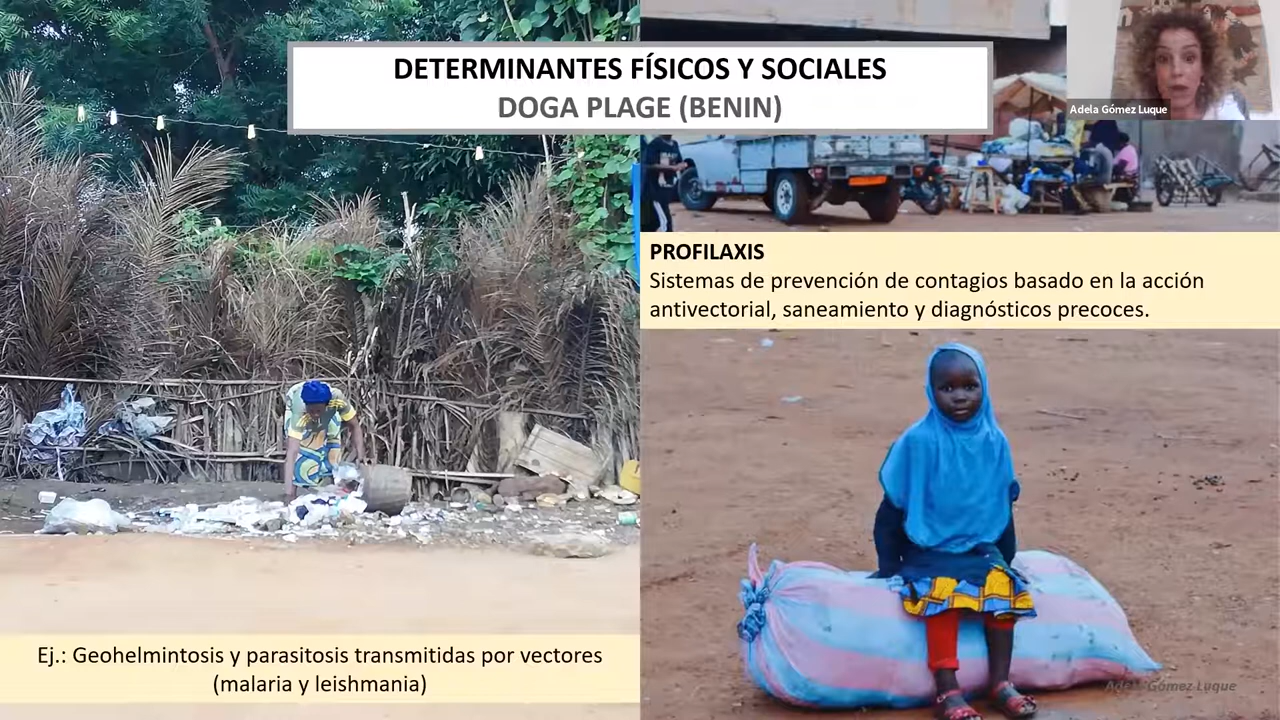 DETERMINANTES FÍSICOS Y SOCIALES
DOGA PLAGE (BENIN)
Adela Gómez Luque
PROFILAXIS
Sistemas de prevención de contagios basado en la acción
antivectorial, saneamiento y diagnósticos precoces.
Ej.: Geohelmintosis y parasitosis transmitidas por vectores
(malaria y leishmania)
Adela Gómez Luque